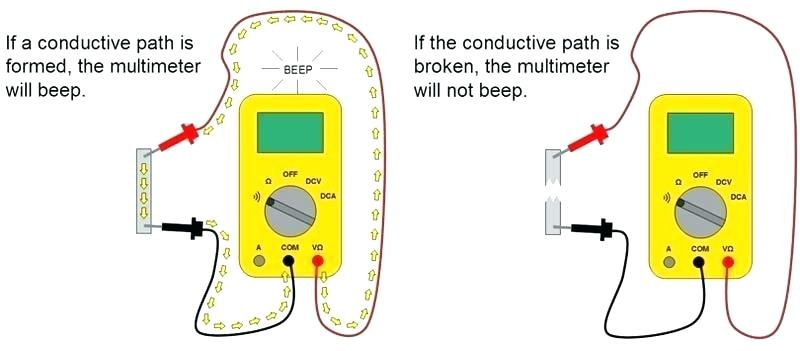 If a conductive path is
formed, the multimeter
will beep.
BEEP
OFF
Ω
DCV
DCA
A
COM
VΩ
If the conductive path is
broken, the multimeter
will not beep.
OFF
Ω
DCV
DCA
A
COM
VΩ